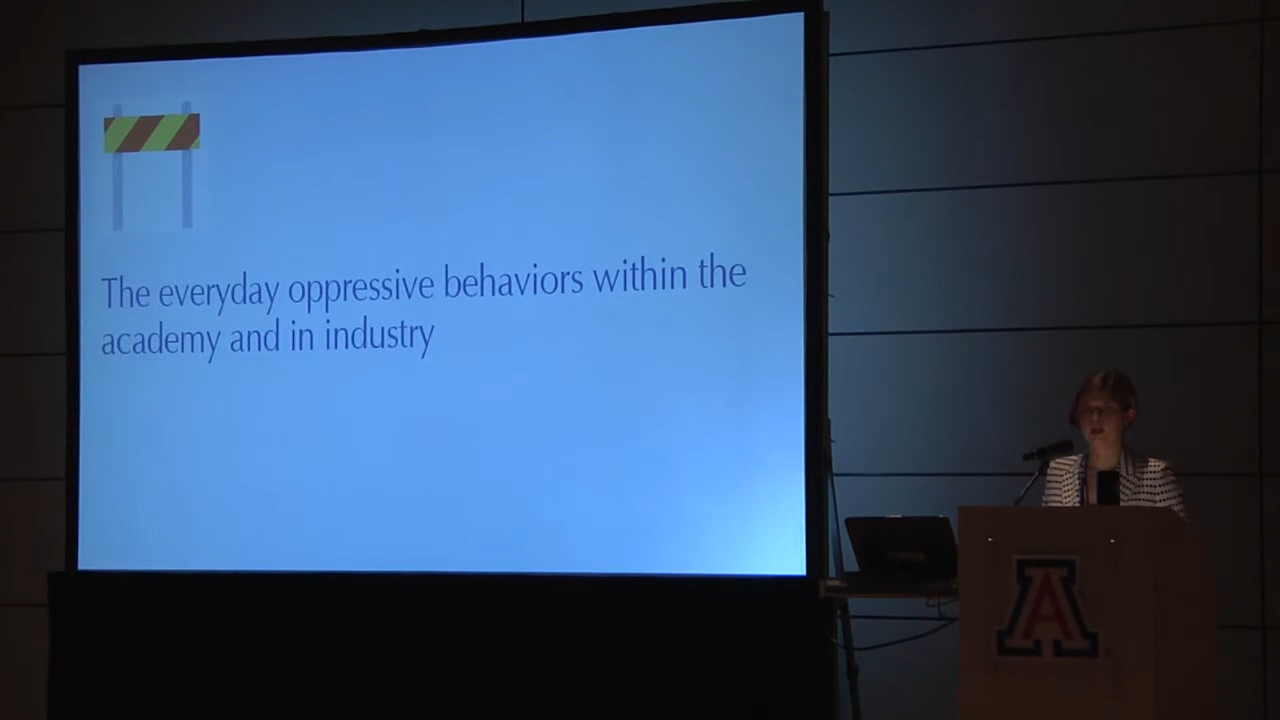 The everyday oppressive behaviors within the
academy and in industry
A